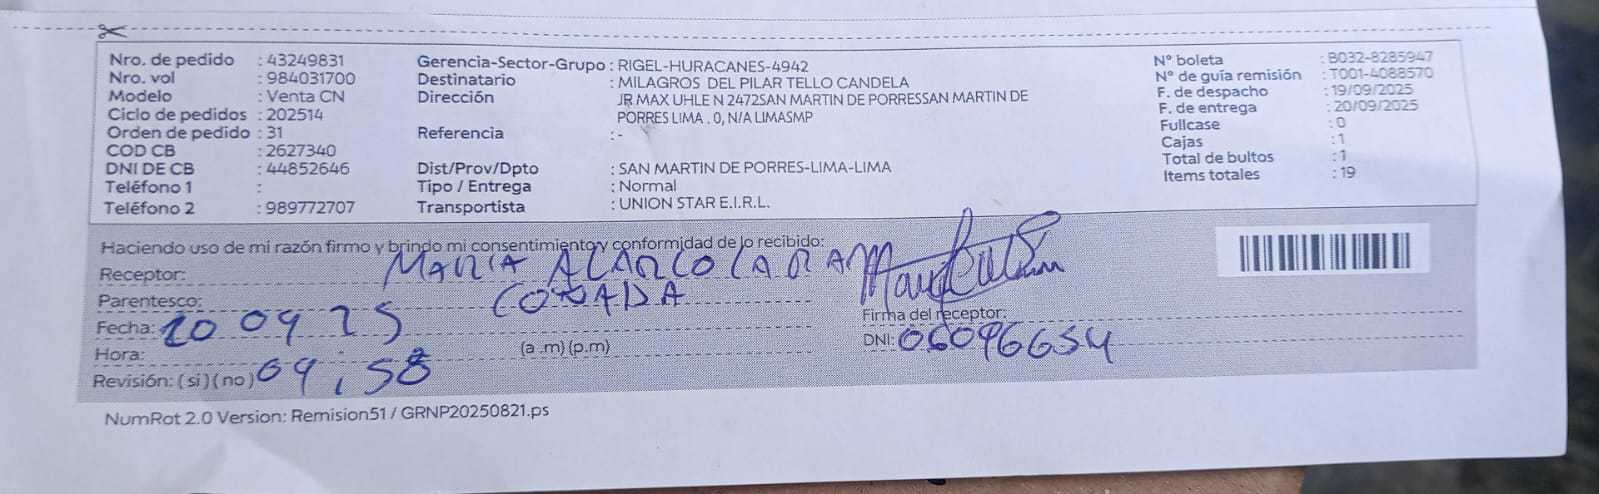 Nro. de pedido : 43249831
Nro. vol : 984031700
Modelo : Venta CN
Ciclo de pedidos : 202514
Orden de pedido : 31
COD CB : 2627340
DNI DE CB : 44852646
Teléfono 1 :
Teléfono 2 : 989772707
Gerencia-Sector-Grupo : RIGEL-HURACANES-4942
Destinatario : MILAGROS DEL PILAR TELLO CANDELA
Dirección JR MAX UHLE N 2472SAN MARTIN DE PORRESSAN MARTIN DE
PORRES LIMA . 0, N/A LIMASMP
Referencia :-
Dist/Prov/Dpto : SAN MARTIN DE PORRES-LIMA-LIMA
Tipo / Entrega : Normal
Transportista : UNION STAR E.I.R.L.
N° boleta : B032-8285947
N° de guía remisión : T001-4088570
F. de despacho : 19/09/2025
F. de entrega : 20/09/2025
Fullcase : 0
Cajas : 1
Total de bultos : 1
Items totales : 19
Haciendo uso de mi razón firmo y brindo mi consentimiento y conformidad de lo recibido:
Receptor: MARIA ALARCO LARA
Parentesco: COÑADA
Fecha: 20 09 25
Hora: (a .m) (p.m)
Revisión: ( si ) ( no ) 09:58
Firma del receptor:
DNI: 06096654
NumRot 2.0 Version: Remision51 / GRNP20250821.ps